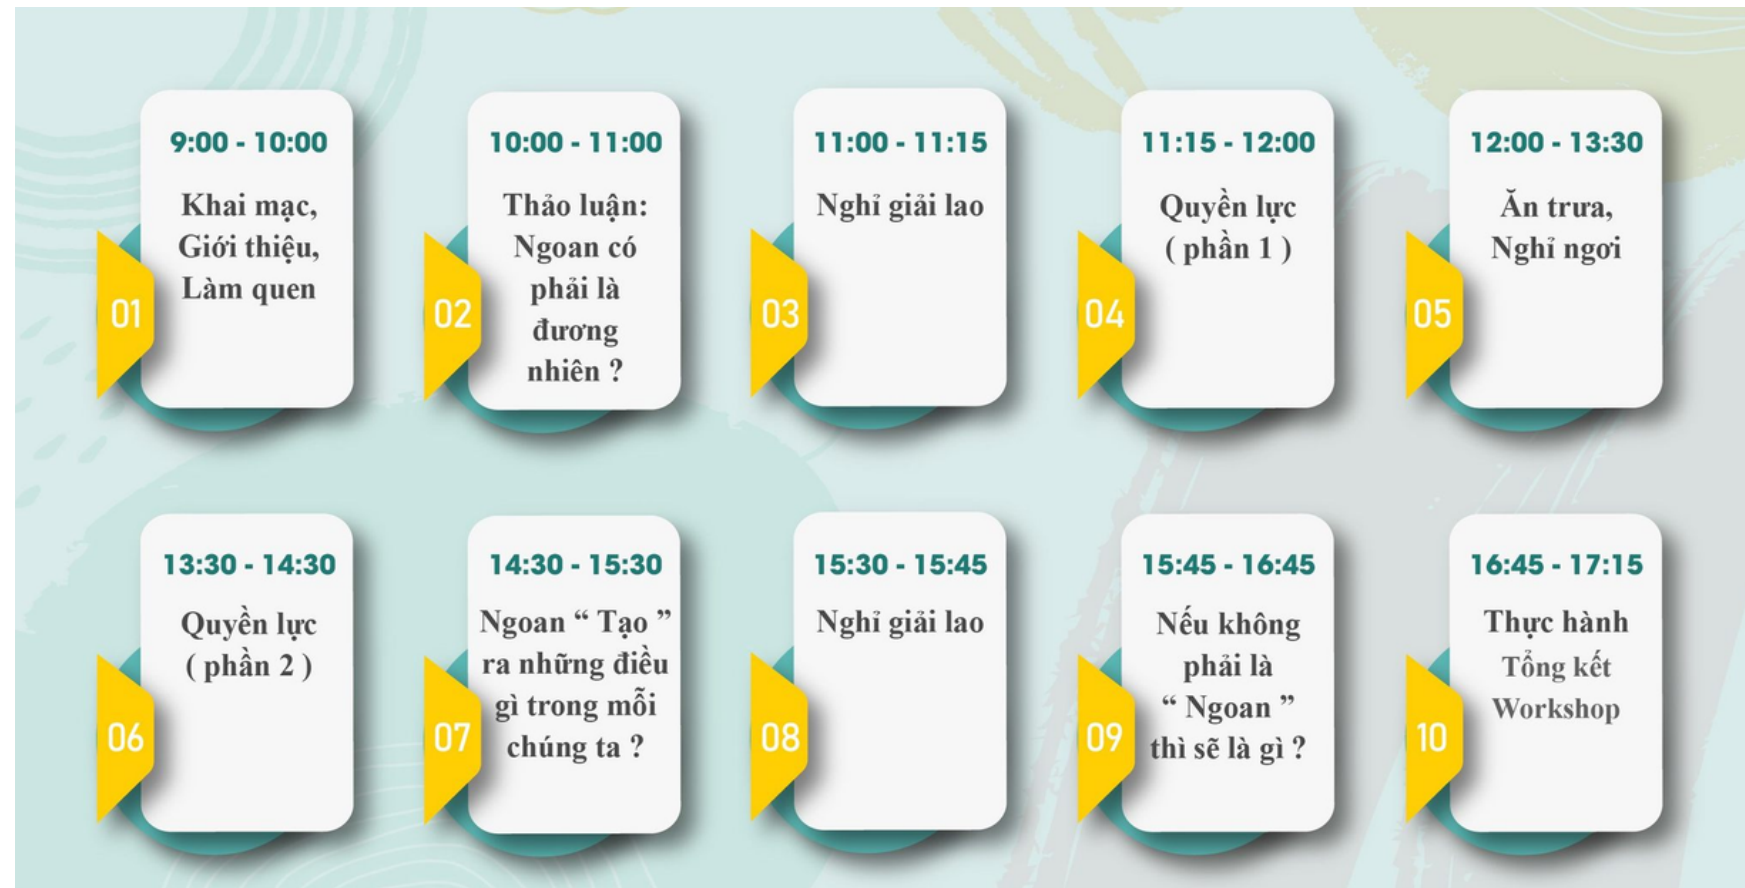 9:00 - 10:00
Khai mạc,
Giới thiệu,
Làm quen
01
10:00 - 11:00
Thảo luận:
Ngoan có
phải là
đương
nhiên ?
02
11:00 - 11:15
Nghỉ giải lao
03
11:15 - 12:00
Quyền lực
( phần 1 )
04
12:00 - 13:30
Ăn trưa,
Nghỉ ngơi
05
13:30 - 14:30
Quyền lực
( phần 2 )
06
14:30 - 15:30
Ngoan “ Tạo ”
ra những điều
gì trong mỗi
chúng ta ?
07
15:30 - 15:45
Nghỉ giải lao
08
15:45 - 16:45
Nếu không
phải là
“ Ngoan ”
thì sẽ là gì ?
09
16:45 - 17:15
Thực hành
Tổng kết
Workshop
10